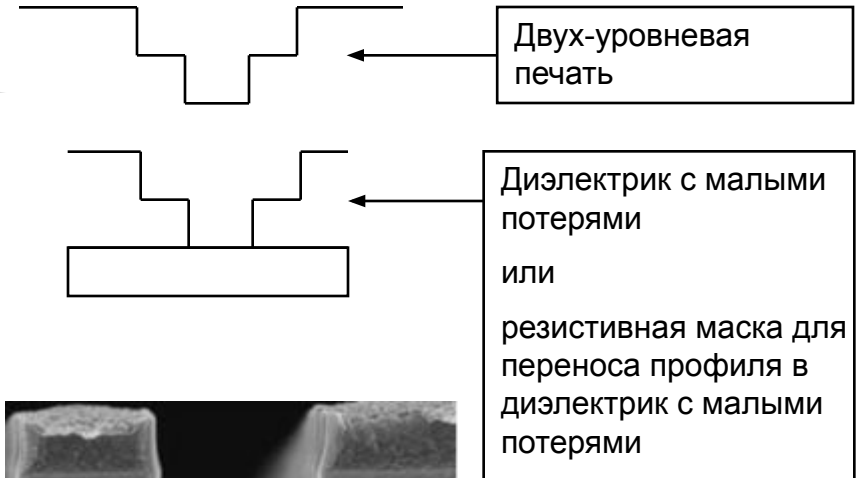 Двух-уровневая
печать
Диэлектрик с малыми
потерями
или
резистивная маска для
переноса профиля в
диэлектрик с малыми
потерями